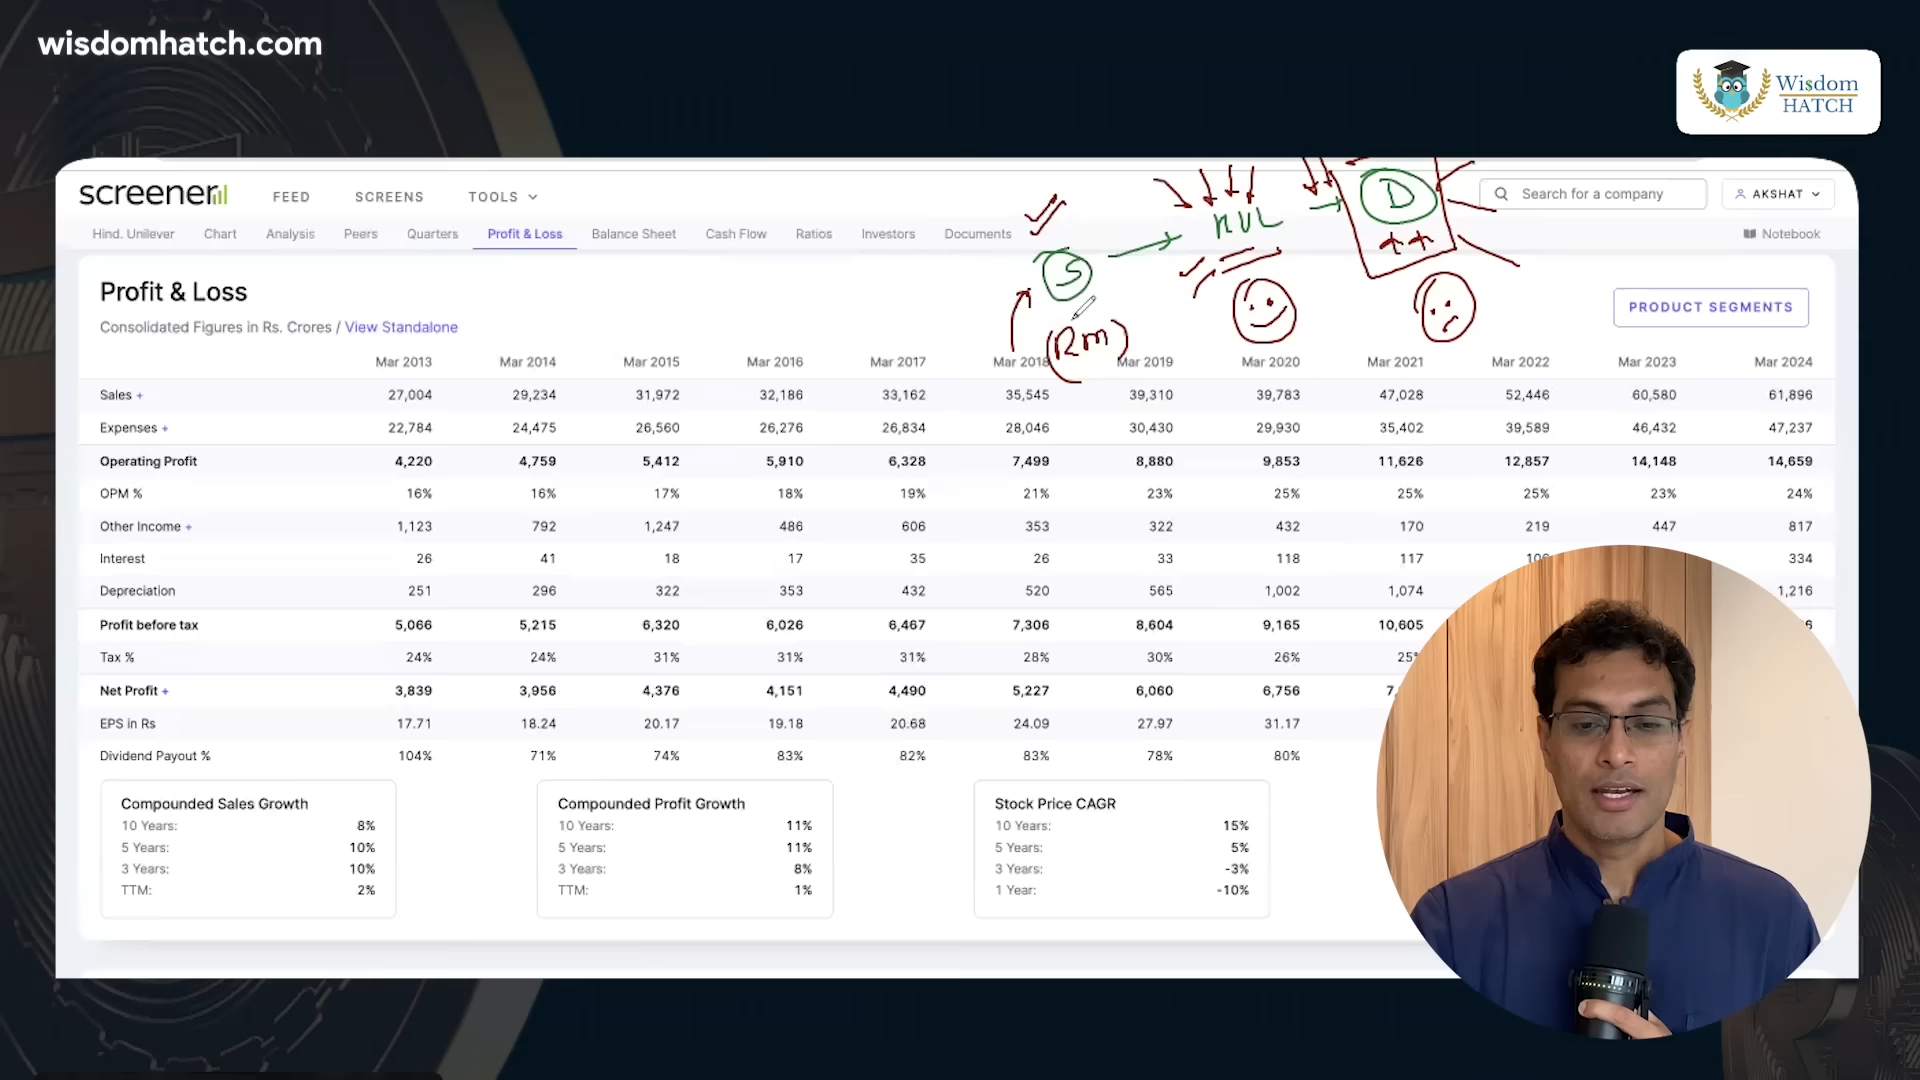 wisdomhatch.com
Wisdom
HATCH
screener
FEED SCREENS TOOLS
Search for a company
AKSHAT
Hind. Unilever Chart Analysis Peers Quarters Profit & Loss Balance Sheet Cash Flow Ratios Investors Documents
Notebook
HUL
D
S
(Rm)
Profit & Loss
Consolidated Figures in Rs. Crores / View Standalone
PRODUCT SEGMENTS
Mar 2013 Mar 2014 Mar 2015 Mar 2016 Mar 2017 Mar 2018 Mar 2019 Mar 2020 Mar 2021 Mar 2022 Mar 2023 Mar 2024
Sales + 27,004 29,234 31,972 32,186 33,162 35,545 39,310 39,783 47,028 52,446 60,580 61,896
Expenses + 22,784 24,475 26,560 26,276 26,834 28,046 30,430 29,930 35,402 39,589 46,432 47,237
Operating Profit 4,220 4,759 5,412 5,910 6,328 7,499 8,880 9,853 11,626 12,857 14,148 14,659
OPM % 16% 16% 17% 18% 19% 21% 23% 25% 25% 25% 23% 24%
Other Income + 1,123 792 1,247 486 606 353 322 432 170 219 447 817
Interest 26 41 18 17 35 26 33 118 117 334
Depreciation 251 296 322 353 432 520 565 1,002 1,074 1,216
Profit before tax 5,066 5,215 6,320 6,026 6,467 7,306 8,604 9,165 10,605
Tax % 24% 24% 31% 31% 31% 28% 30% 26% 25%
Net Profit + 3,839 3,956 4,376 4,151 4,490 5,227 6,060 6,756
EPS in Rs 17.71 18.24 20.17 19.18 20.68 24.09 27.97 31.17
Dividend Payout % 104% 71% 74% 83% 82% 83% 78% 80%
Compounded Sales Growth
10 Years: 8%
5 Years: 10%
3 Years: 10%
TTM: 2%
Compounded Profit Growth
10 Years: 11%
5 Years: 11%
3 Years: 8%
TTM: 1%
Stock Price CAGR
10 Years: 15%
5 Years: 5%
3 Years: -3%
1 Year: -10%